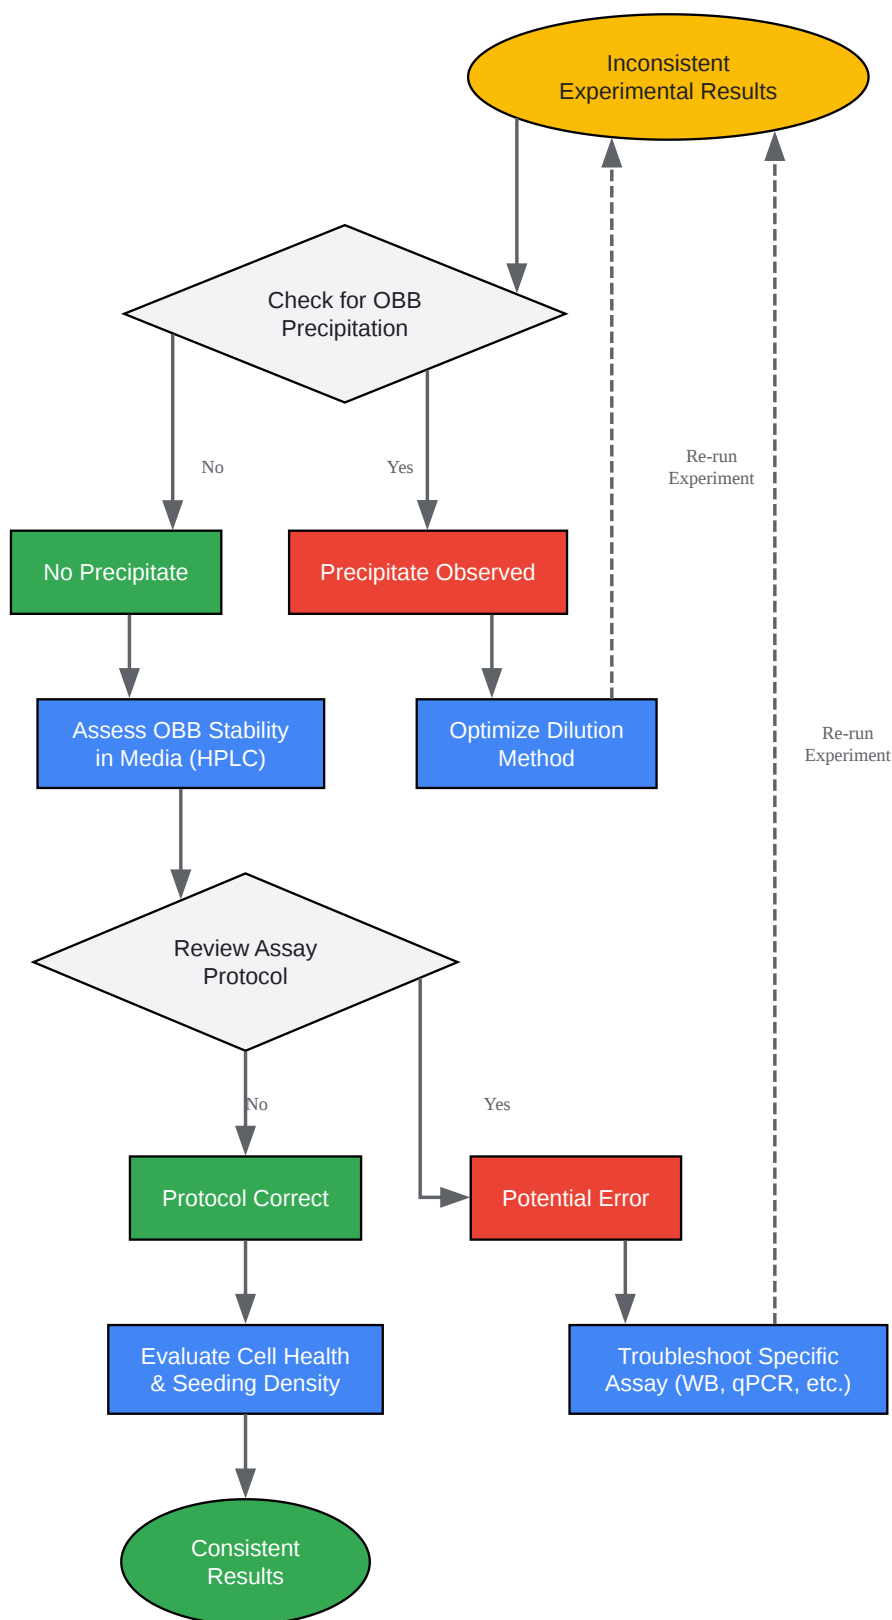 Inconsistent
Experimental Results
Check for OBB
Precipitation
No
Yes
Re-run
Experiment
No Precipitate
Precipitate Observed
Assess OBB Stability
in Media (HPLC)
Optimize Dilution
Method
Re-run
Experiment
Review Assay
Protocol
No
Yes
Protocol Correct
Potential Error
Evaluate Cell Health
& Seeding Density
Troubleshoot Specific
Assay (WB, qPCR, etc.)
Consistent
Results